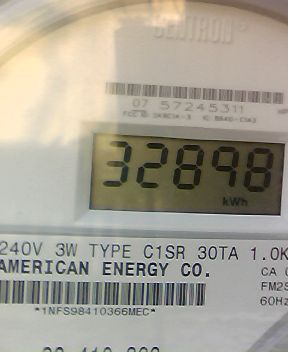 CENTRON®
07 57245311
32898
kWh
240V 3W TYPE C1SR 30TA 1.0K
AMERICAN ENERGY CO.
CA
FM2S
60Hz
*1NFS98410366MEC*